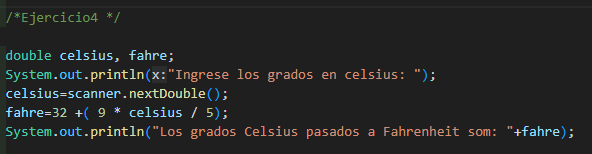 /*Ejercicio4 */
double celsius, fahre;
System.out.println(x:"Ingrese los grados en celsius: ");
celsius=scanner.nextDouble();
fahre=32 +( 9 * celsius / 5);
System.out.println("Los grados Celsius pasados a Fahrenheit som: "+fahre);